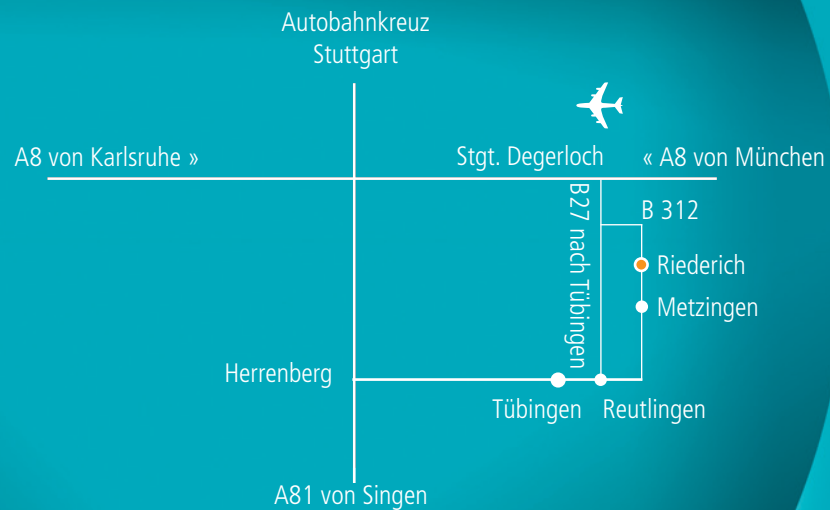 Autobahnkreuz
Stuttgart
A8 von Karlsruhe »
Stgt. Degerloch
« A8 von München
B27 nach Tübingen
B 312
Riederich
Metzingen
Herrenberg
Tübingen
Reutlingen
A81 von Singen